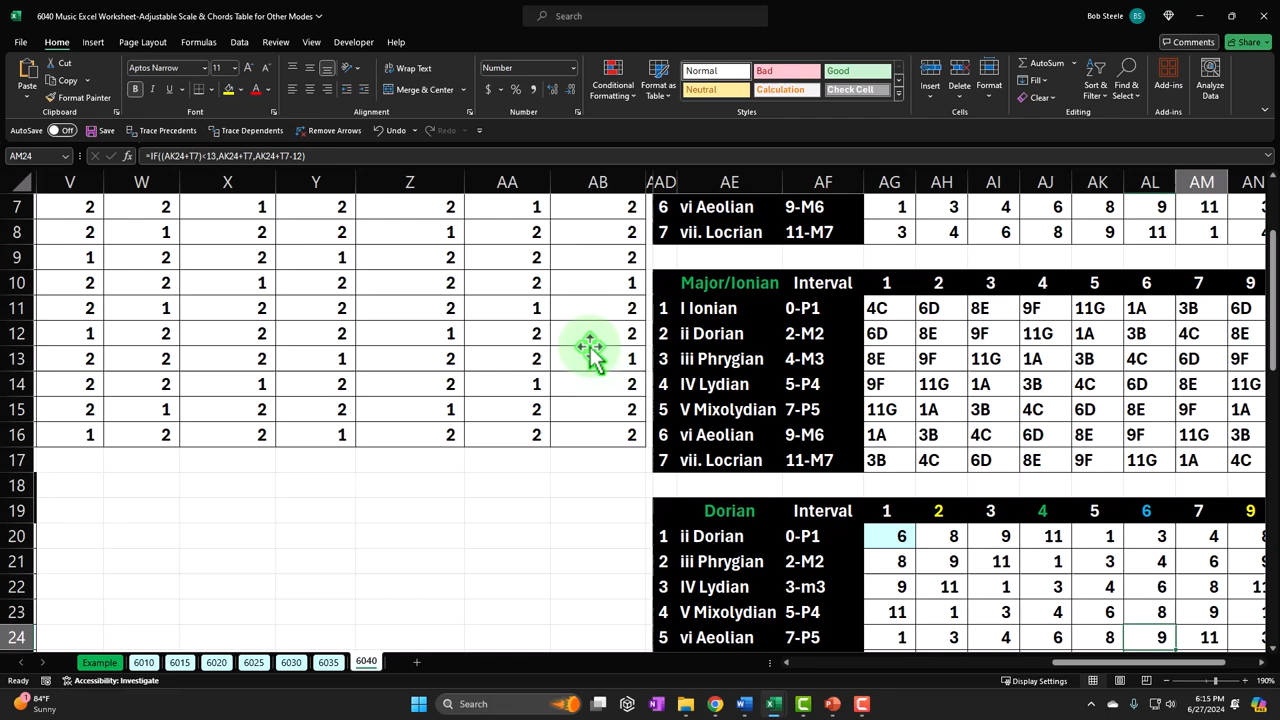 6040 Music Excel Worksheet-Adjustable Scale & Chords Table for Other Modes
Search
Bob Steele BS
File Home Insert Page Layout Formulas Data Review View Developer Help
Comments Share
Paste Cut Copy Format Painter Clipboard
Aptos Narrow 11 B I U Font
Wrap Text Merge & Center Alignment
Number $ % Number
Conditional Formatting Format as Table
Normal Bad Good
Neutral Calculation Check Cell
Styles
Insert Delete Format Cells
AutoSum Fill Clear Sort & Filter Find & Select Editing
Add-ins Add-ins
Analyze Data
AutoSave Off Save Trace Precedents Trace Dependents Remove Arrows Undo Redo
AM24 fx =IF((AK24+T7)<13,AK24+T7,AK24+T7-12)
V W X Y Z AA AB AD AE AF AG AH AI AJ AK AL AM AN
7 2 2 1 2 2 1 2 6 vi Aeolian 9-M6 1 3 4 6 8 9 11
8 2 1 2 2 1 2 2 7 vii. Locrian 11-M7 3 4 6 8 9 11 1
9 1 2 2 1 2 2 2
10 2 2 1 2 2 2 1 Major/Ionian Interval 1 2 3 4 5 6 7 9
11 2 1 2 2 2 1 2 1 I Ionian 0-P1 4C 6D 8E 9F 11G 1A 3B 6D
12 1 2 2 2 1 2 2 2 ii Dorian 2-M2 6D 8E 9F 11G 1A 3B 4C 8E
13 2 2 2 1 2 2 1 3 iii Phrygian 4-M3 8E 9F 11G 1A 3B 4C 6D 9F
14 2 2 1 2 2 1 2 4 IV Lydian 5-P4 9F 11G 1A 3B 4C 6D 8E 11G
15 2 1 2 2 1 2 2 5 V Mixolydian 7-P5 11G 1A 3B 4C 6D 8E 9F 1A
16 1 2 2 1 2 2 2 6 vi Aeolian 9-M6 1A 3B 4C 6D 8E 9F 11G 3B
17 7 vii. Locrian 11-M7 3B 4C 6D 8E 9F 11G 1A 4C
18
19 Dorian Interval 1 2 3 4 5 6 7 9
20 1 ii Dorian 0-P1 6 8 9 11 1 3 4
21 2 iii Phrygian 2-M2 8 9 11 1 3 4 6
22 3 IV Lydian 3-m3 9 11 1 3 4 6 8 11
23 4 V Mixolydian 5-P4 11 1 3 4 6 8 9
24 5 vi Aeolian 7-P5 1 3 4 6 8 9 11
Example 6010 6015 6020 6025 6030 6035 6040
Ready Accessibility: Investigate Display Settings 190%
1 84°F Sunny Search 6:15 PM 6/27/2024